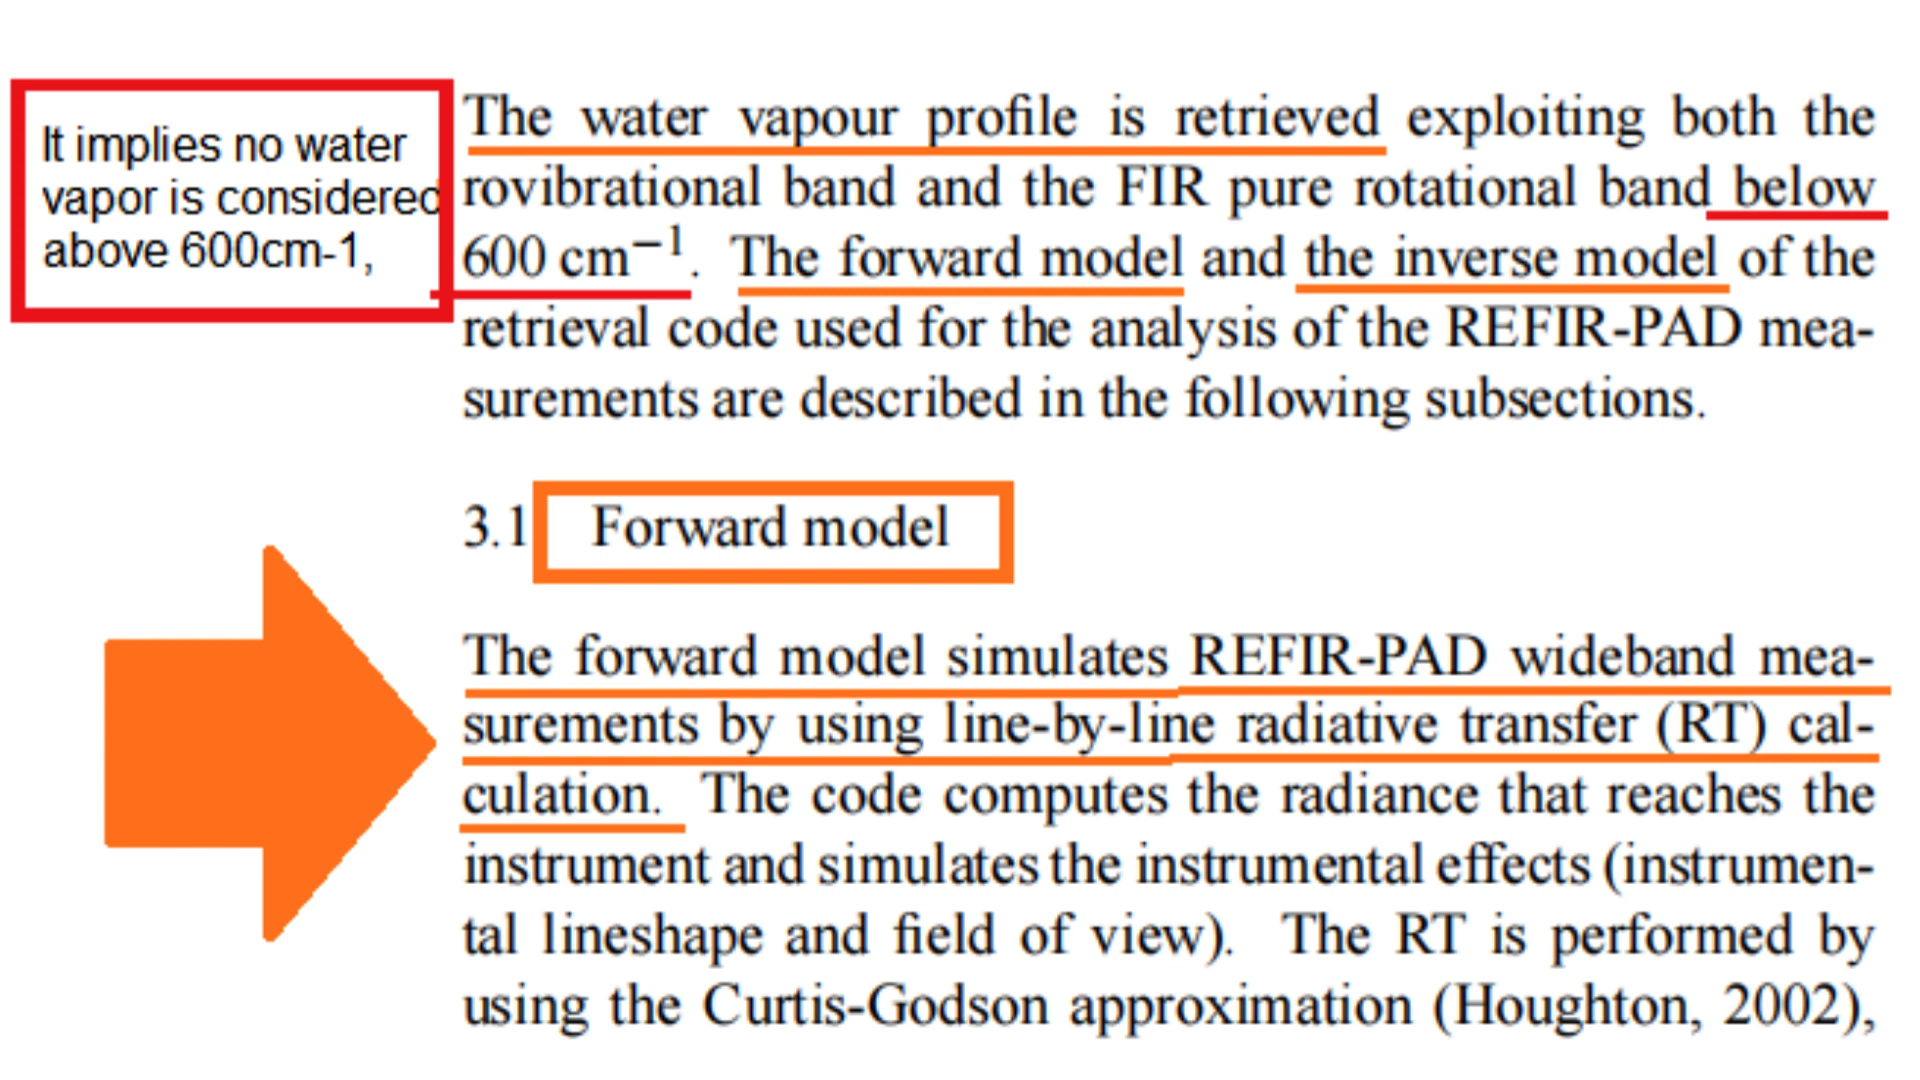 It implies no water
vapor is considered
above 600cm-1,
The water vapour profile is retrieved exploiting both the
rovibrational band and the FIR pure rotational band below
600 cm⁻¹. The forward model and the inverse model of the
retrieval code used for the analysis of the REFIR-PAD mea-
surements are described in the following subsections.
3.1 Forward model
The forward model simulates REFIR-PAD wideband mea-
surements by using line-by-line radiative transfer (RT) cal-
culation. The code computes the radiance that reaches the
instrument and simulates the instrumental effects (instrumen-
tal lineshape and field of view). The RT is performed by
using the Curtis-Godson approximation (Houghton, 2002),